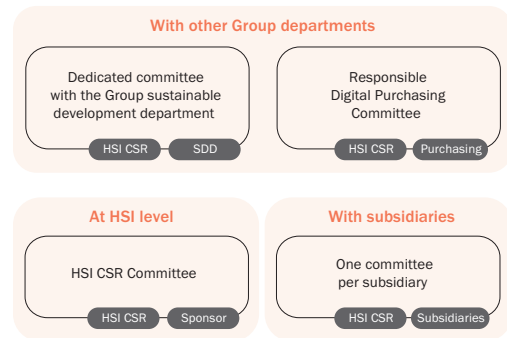 With other Group departments
Dedicated committee
with the Group sustainable
development department
HSI CSR
SDD
Responsible
Digital Purchasing
Committee
HSI CSR
Purchasing
At HSI level
HSI CSR Committee
HSI CSR
Sponsor
With subsidiaries
One committee
per subsidiary
HSI CSR
Subsidiaries